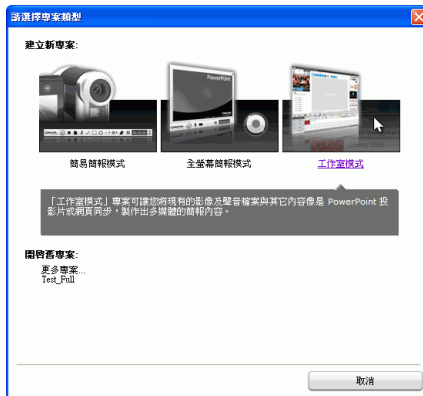 請選擇專案類型
建立新專案:
PowerPoint
簡易簡報模式
全螢幕簡報模式
工作室模式
「工作室模式」專案可讓您將現有的影像及聲音檔案與其它內容像是 PowerPoint 投
影片或網頁同步，製作出多媒體的簡報內容。
開啓舊專案:
更多專案...
Test_Full
取消